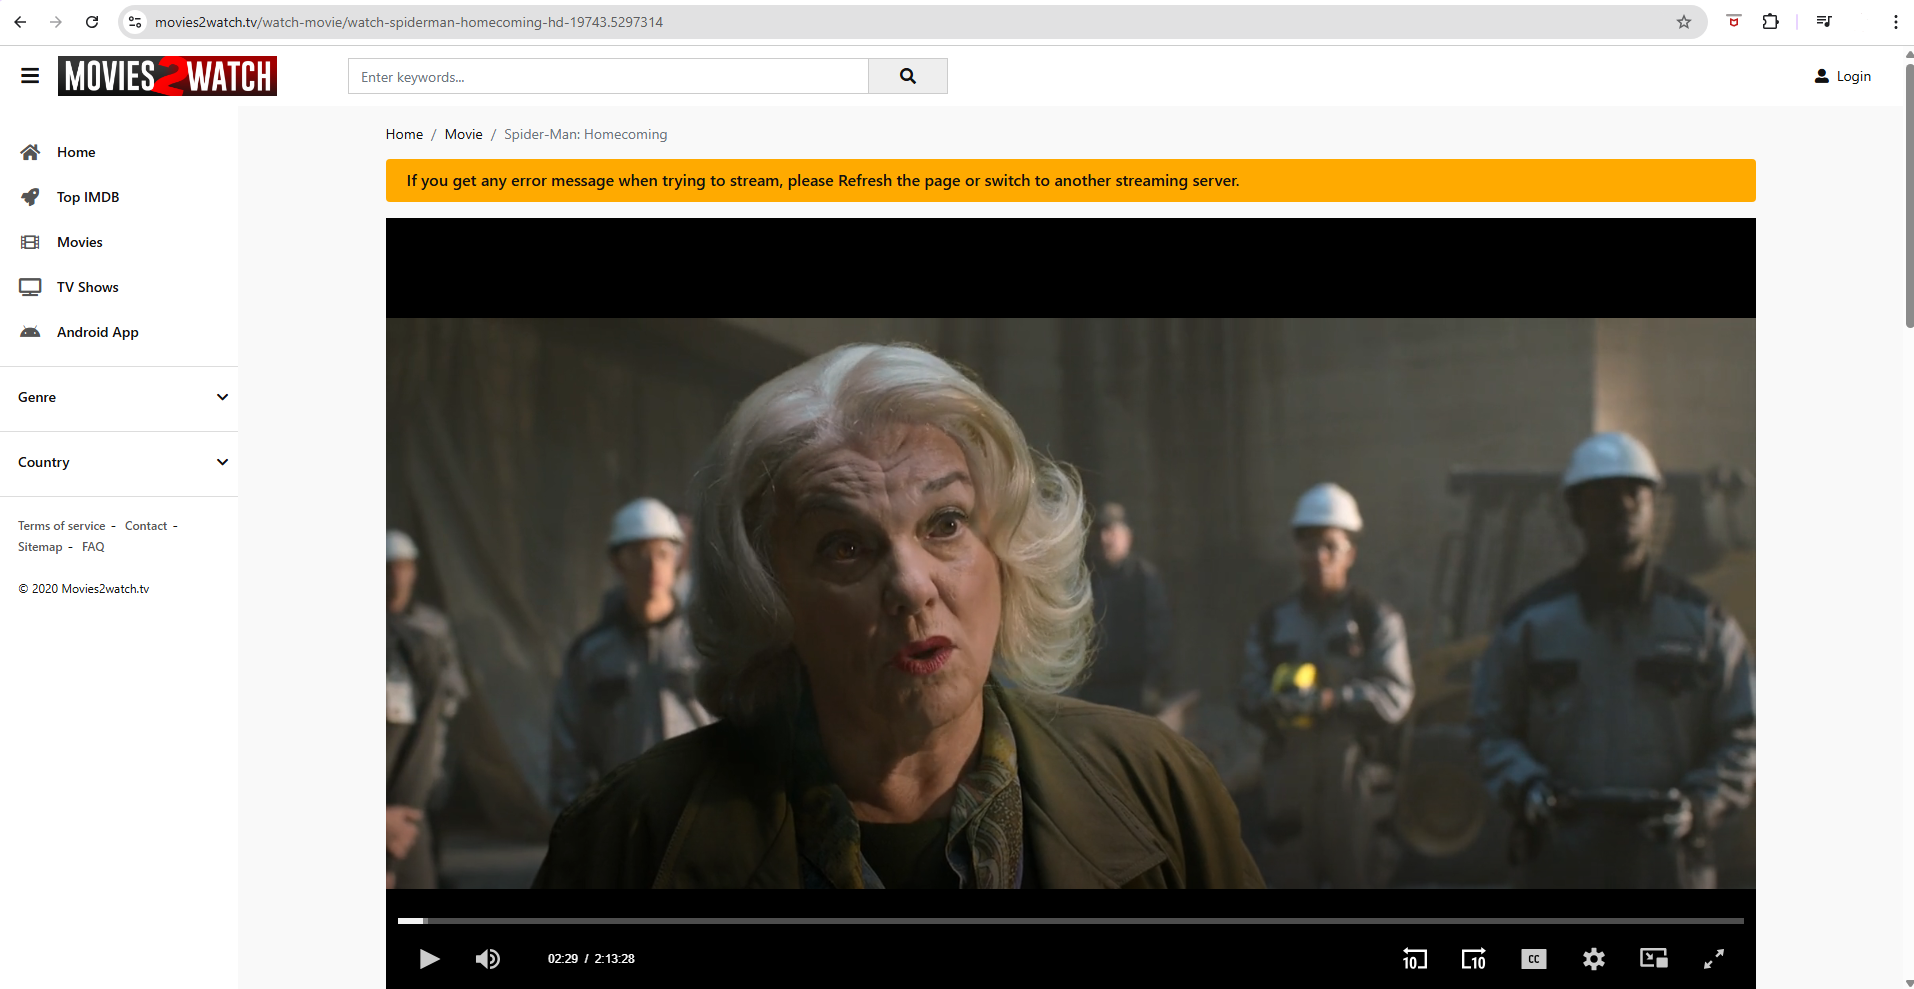 movies2watch.tv/watch-movie/watch-spiderman-homecoming-hd-19743.5297314
MOVIES2WATCH
Enter keywords...
Login
Home
Top IMDB
Movies
TV Shows
Android App
Genre
Country
Terms of service - Contact -
Sitemap - FAQ
© 2020 Movies2watch.tv
Home / Movie / Spider-Man: Homecoming
If you get any error message when trying to stream, please Refresh the page or switch to another streaming server.
02:29 / 2:13:28
10
10
CC